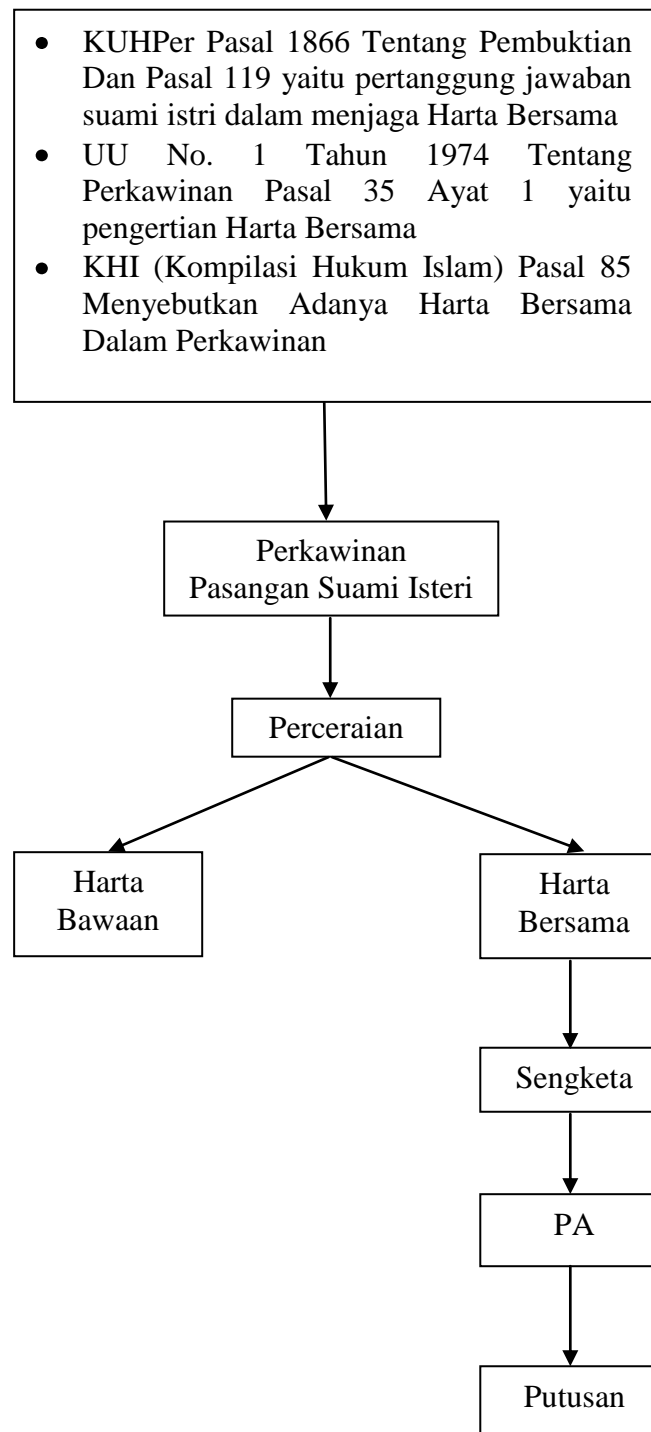 • KUHPer Pasal 1866 Tentang Pembuktian
Dan Pasal 119 yaitu pertanggung jawaban
suami istri dalam menjaga Harta Bersama
• UU No. 1 Tahun 1974 Tentang
Perkawinan Pasal 35 Ayat 1 yaitu
pengertian Harta Bersama
• KHI (Kompilasi Hukum Islam) Pasal 85
Menyebutkan Adanya Harta Bersama
Dalam Perkawinan
Perkawinan
Pasangan Suami Isteri
Perceraian
Harta
Bawaan
Harta
Bersama
Sengketa
PA
Putusan